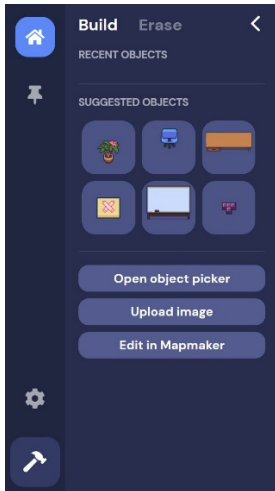 Build Erase
RECENT OBJECTS
SUGGESTED OBJECTS
Open object picker
Upload image
Edit in Mapmaker